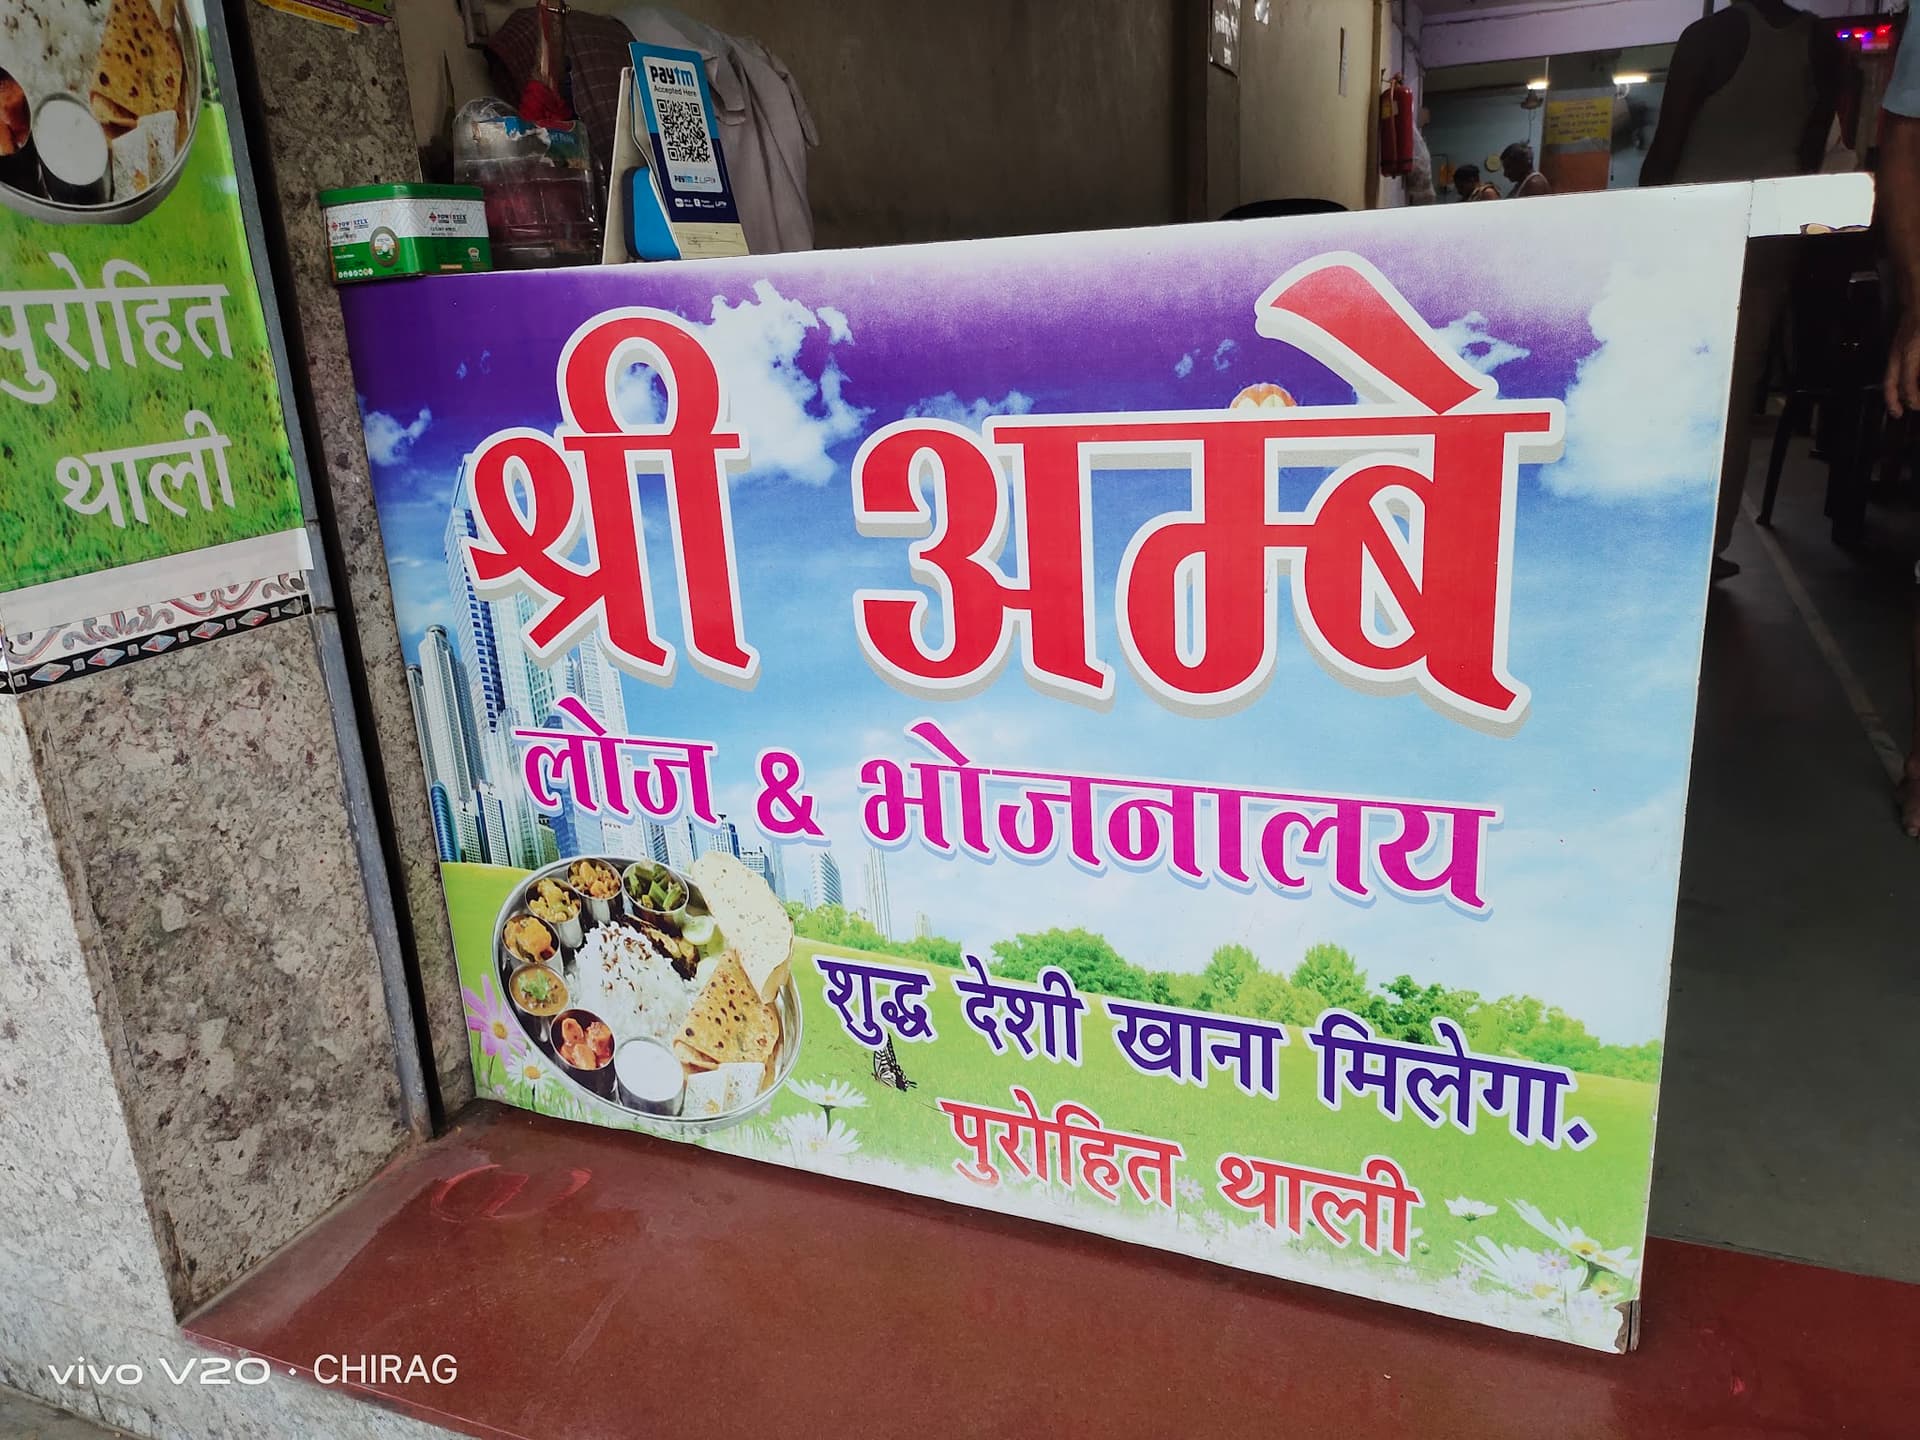 पुरोहित
थाली
paytm
Accepted Here
श्री अम्बे
लोज & भोजनालय
शुद्ध देशी खाना मिलेगा.
पुरोहित थाली
vivo V20 · CHIRAG